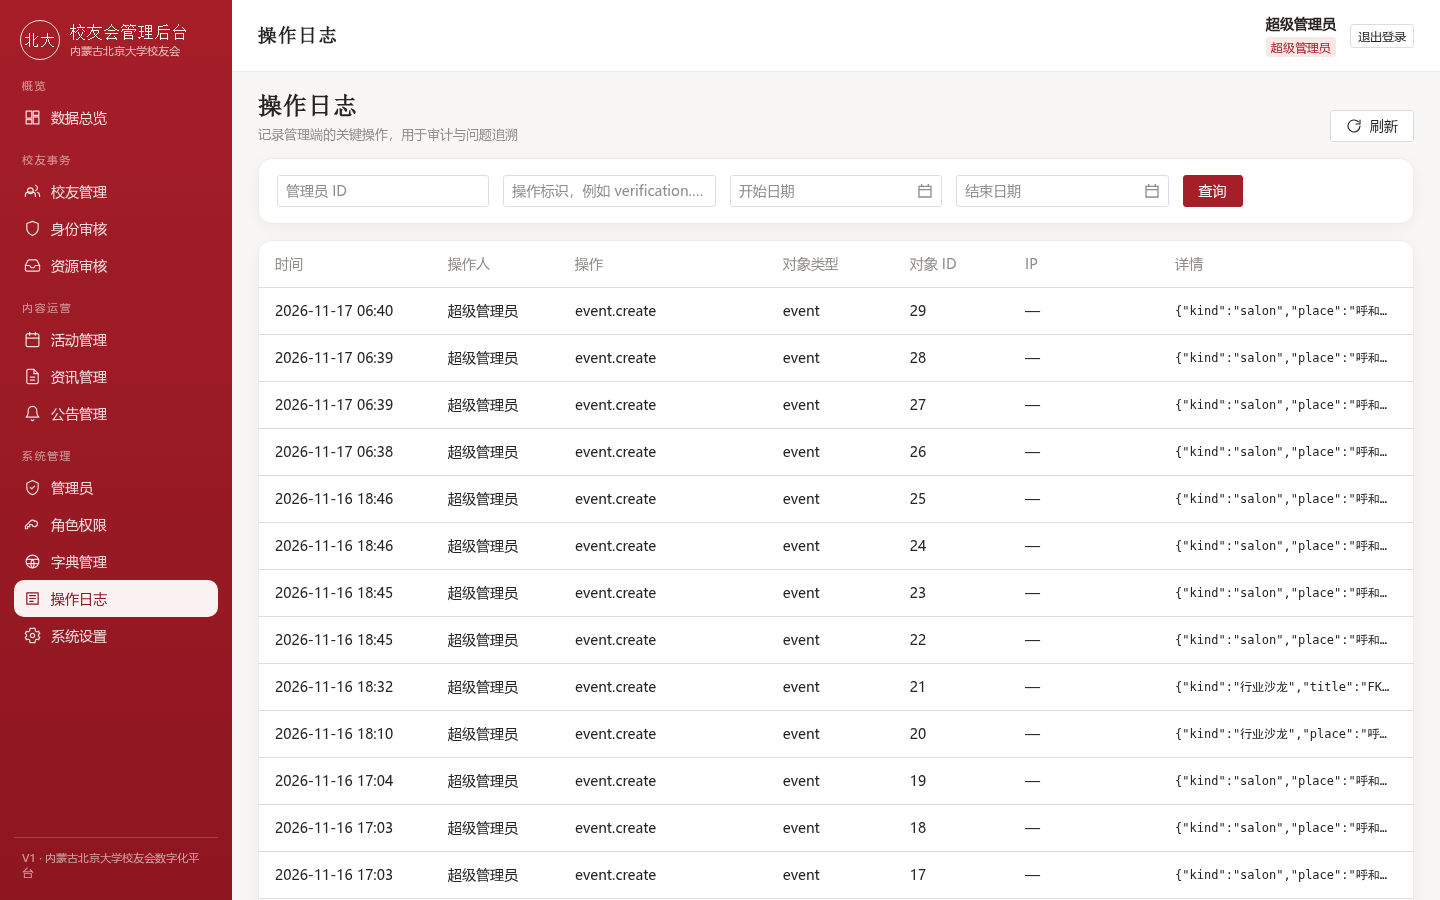 北大
校友会管理后台
内蒙古北京大学校友会
概览
数据总览
校友事务
校友管理
身份审核
资源审核
内容运营
活动管理
资讯管理
公告管理
系统管理
管理员
角色权限
字典管理
操作日志
系统设置
V1 · 内蒙古北京大学校友会数字化平
台
操作日志
超级管理员
超级管理员
退出登录
操作日志
记录管理端的关键操作，用于审计与问题追溯
刷新
管理员 ID
操作标识，例如 verification....
开始日期
结束日期
查询
时间 操作人 操作 对象类型 对象 ID IP 详情
2026-11-17 06:40 超级管理员 event.create event 29 — {"kind":"salon","place":"呼和…
2026-11-17 06:39 超级管理员 event.create event 28 — {"kind":"salon","place":"呼和…
2026-11-17 06:39 超级管理员 event.create event 27 — {"kind":"salon","place":"呼和…
2026-11-17 06:38 超级管理员 event.create event 26 — {"kind":"salon","place":"呼和…
2026-11-16 18:46 超级管理员 event.create event 25 — {"kind":"salon","place":"呼和…
2026-11-16 18:46 超级管理员 event.create event 24 — {"kind":"salon","place":"呼和…
2026-11-16 18:45 超级管理员 event.create event 23 — {"kind":"salon","place":"呼和…
2026-11-16 18:45 超级管理员 event.create event 22 — {"kind":"salon","place":"呼和…
2026-11-16 18:32 超级管理员 event.create event 21 — {"kind":"行业沙龙","title":"FK…
2026-11-16 18:10 超级管理员 event.create event 20 — {"kind":"行业沙龙","place":"呼…
2026-11-16 17:04 超级管理员 event.create event 19 — {"kind":"salon","place":"呼和…
2026-11-16 17:03 超级管理员 event.create event 18 — {"kind":"salon","place":"呼和…
2026-11-16 17:03 超级管理员 event.create event 17 — {"kind":"salon","place":"呼和…